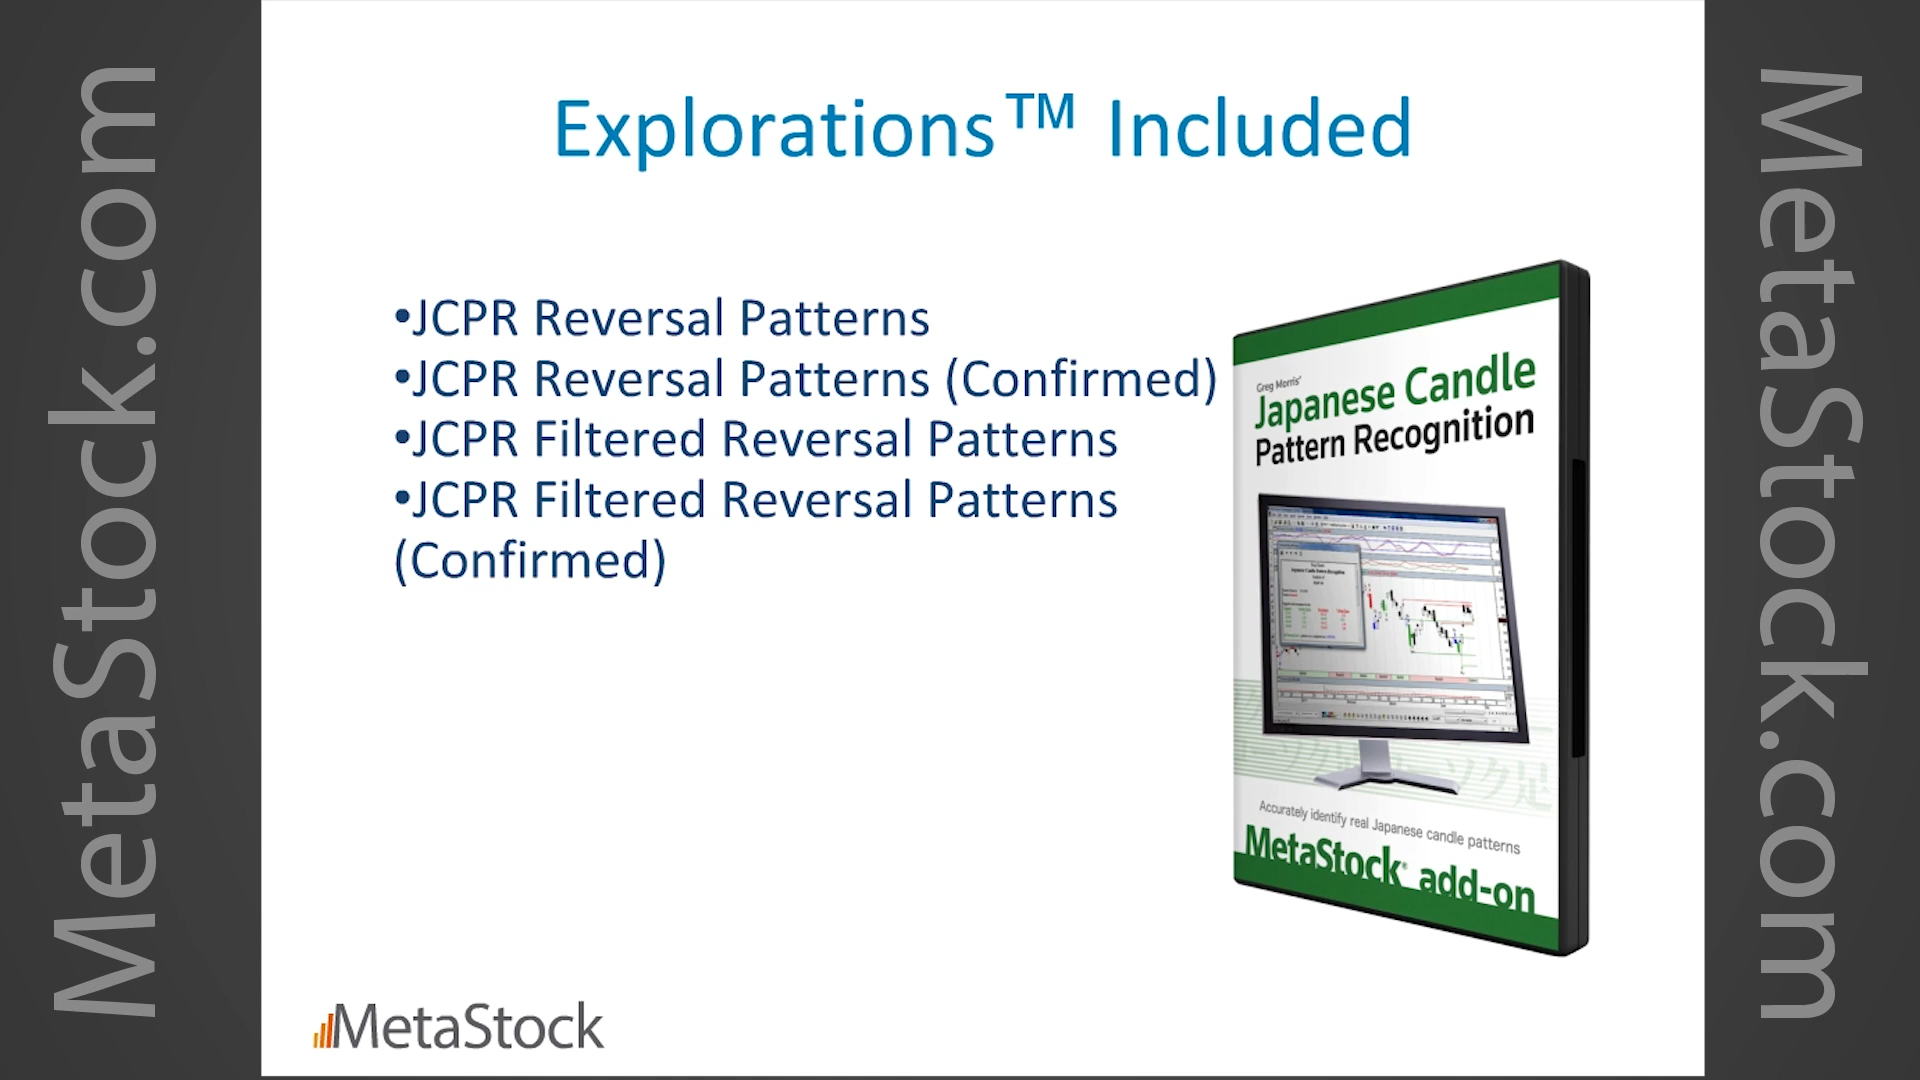 Explorations™ Included
•JCPR Reversal Patterns
•JCPR Reversal Patterns (Confirmed)
•JCPR Filtered Reversal Patterns
•JCPR Filtered Reversal Patterns
(Confirmed)
Greg Morris'
Japanese Candle
Pattern Recognition
Accurately identify real Japanese candle patterns
MetaStock® add-on
MetaStock
MetaStock.com
MetaStock.com